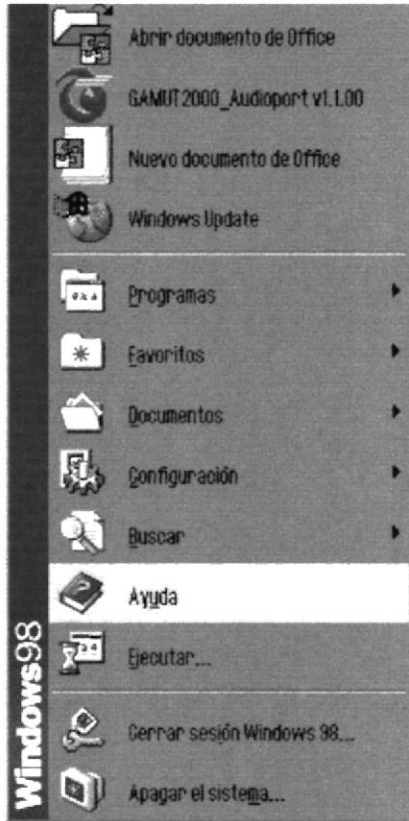 Abrir documento de Office
GAMUT2000_Audioport v1.1.00
Nuevo documento de Office
Windows Update
Programas
Favoritos
Documentos
Configuración
Buscar
Ayuda
Ejecutar...
Cerrar sesión Windows 98...
Apagar el sistema...
Windows98